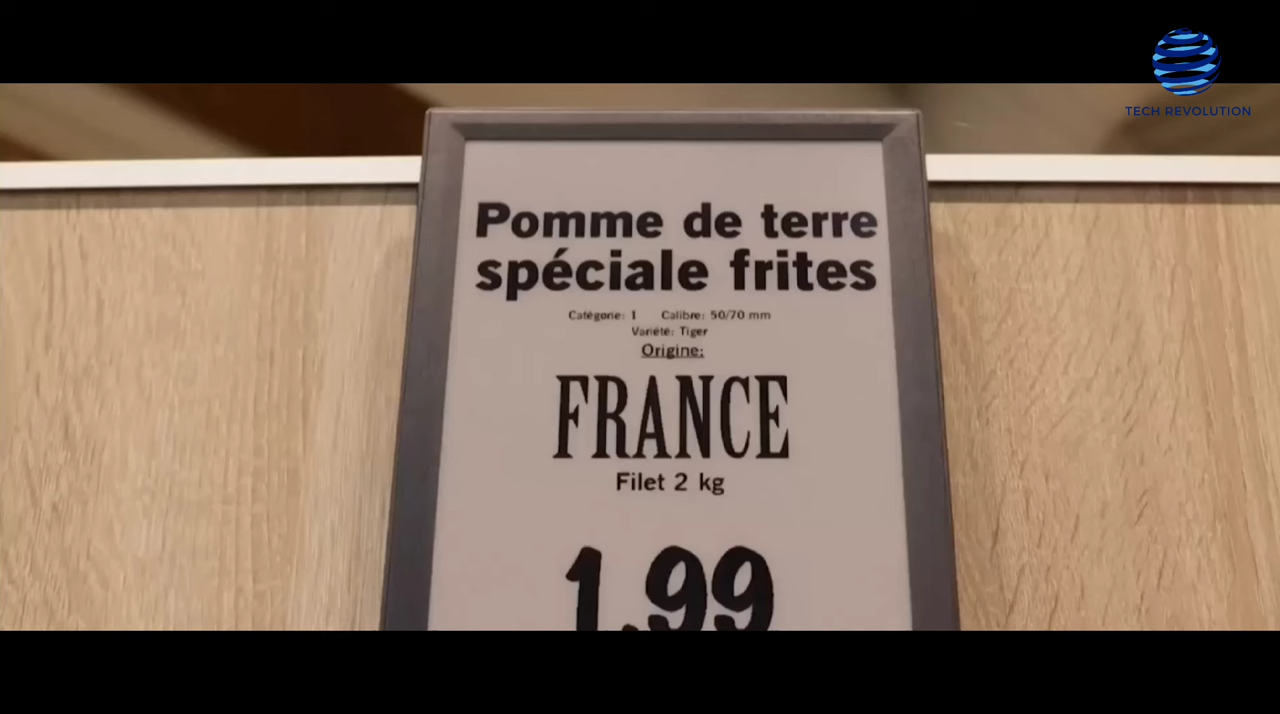 TECH REVOLUTION
Pomme de terre
spéciale frites
Catégorie: 1 Calibre: 50/70 mm
Variété: Tiger
Origine:
FRANCE
Filet 2 kg
1.99